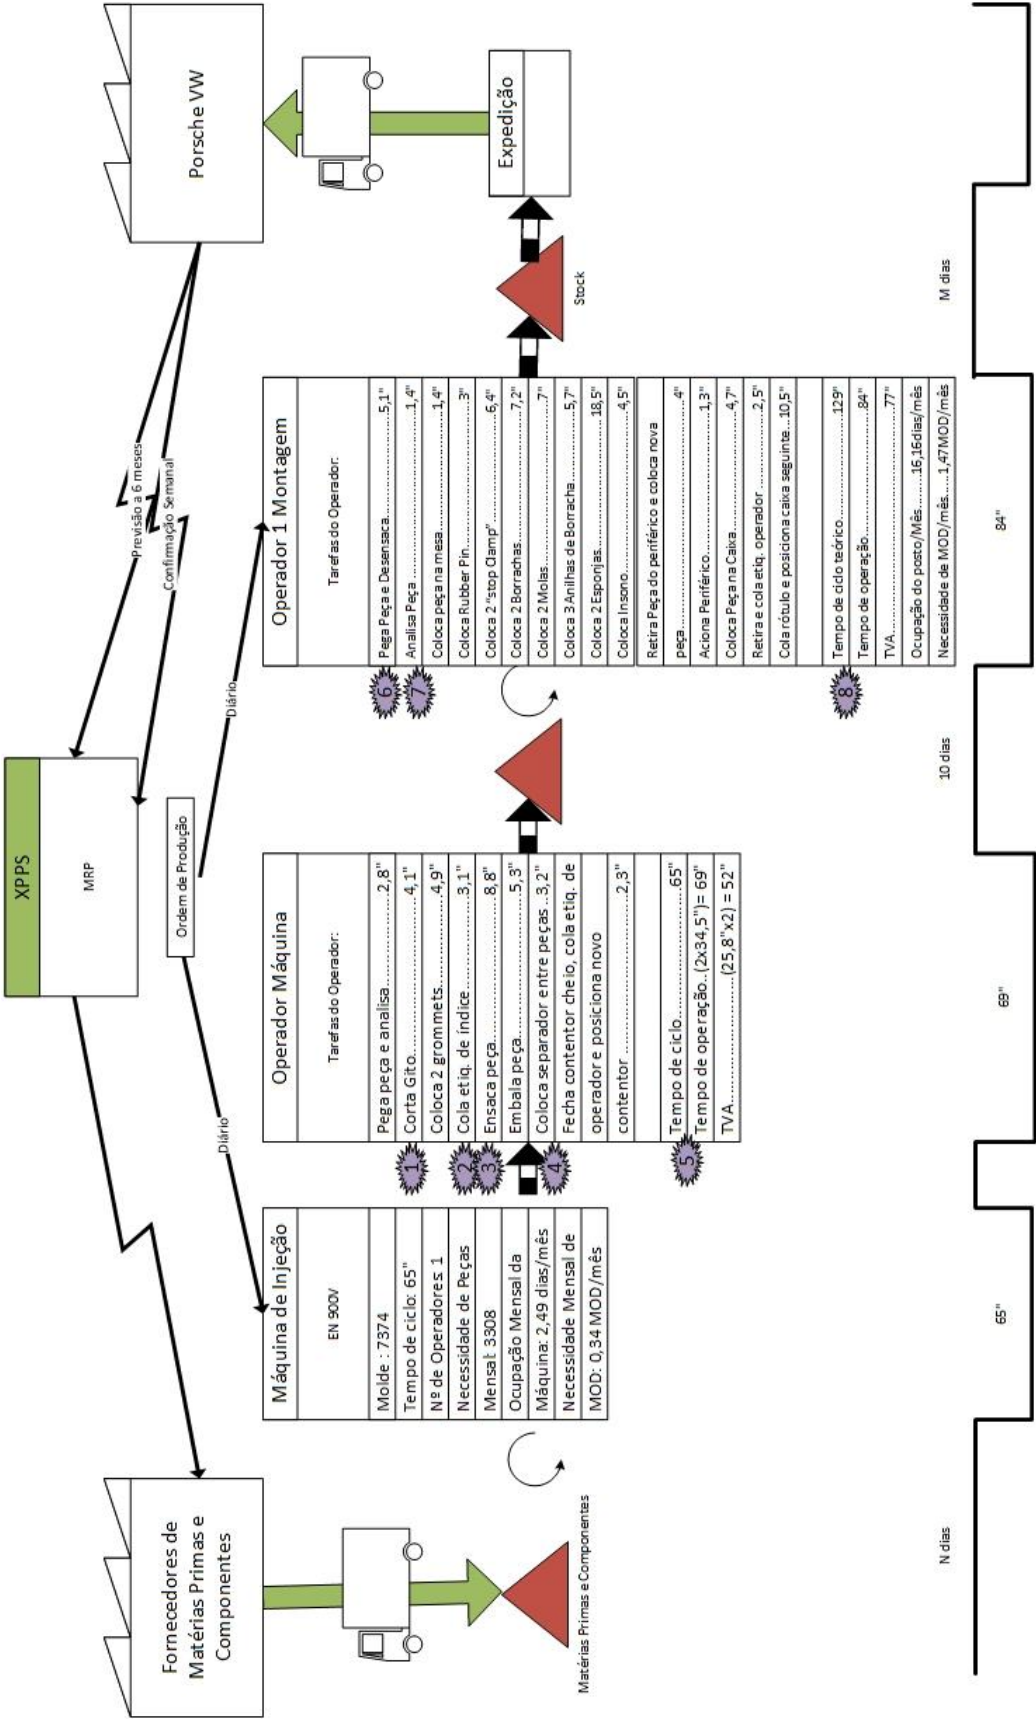 XPPS
MRP
Fornecedores de
Matérias Primas e
Componentes
Porsche VW
Previsão a 6 meses
Confirmação Semanal
Ordem de Produção
Diário
Diário
Matérias Primas e Componentes
Máquina de Injeção
EN 900V
Molde : 7374
Tempo de ciclo: 65"
Nº de Operadores: 1
Necessidade de Peças
Mensal: 3308
Ocupação Mensal da
Máquina: 2,49 dias/mês
Necessidade Mensal de
MOD: 0,34 MOD/mês
Operador Máquina
Tarefas do Operador:
Pega peça e analisa..................2,8"
1 Corta Gito..............................4,1"
Coloca 2 grommets..................4,9"
2 Cola etiq. de índice..................3,1"
3 Ensaca peça............................8,8"
Embala peça............................5,3"
4 Coloca separador entre peças ..3,2"
Fecha contentor cheio, cola etiq. de
operador e posiciona novo
contentor ..............................2,3"
5 Tempo de ciclo........................65"
Tempo de operação..(2x34,5")= 69"
TVA........................(25,8"x2) = 52"
Operador 1 Montagem
Tarefas do Operador:
6 Pega Peça e Desensaca..................5,1"
7 Analisa Peça ..................1,4"
Coloca peça na mesa..................1,4"
Coloca Rubber Pin..................3"
Coloca 2 "stop Clamp"..................6,4"
Coloca 2 Borrachas..................7,2"
Coloca 2 Molas..................7"
Coloca 3 Anilhas de Borracha..........5,7"
Coloca 2 Esponjas..................18,5"
Coloca Insono..................4,5"
Retira Peça do periférico e coloca nova
peça..................4"
Aciona Periférico..................1,3"
Coloca Peça na Caixa..................4,7"
Retira e cola etiq. operador ..........2,5"
Cola rótulo e posiciona caixa seguinte...10,5"
8 Tempo de ciclo teórico..................129"
Tempo de operação..................84"
TVA..................77"
Ocupação do posto/Mês........16,16dias/mês
Necessidade de MOD/mês.....1,47MOD/mês
Stock
Expedição
N dias
65"
69"
10 dias
84"
M dias